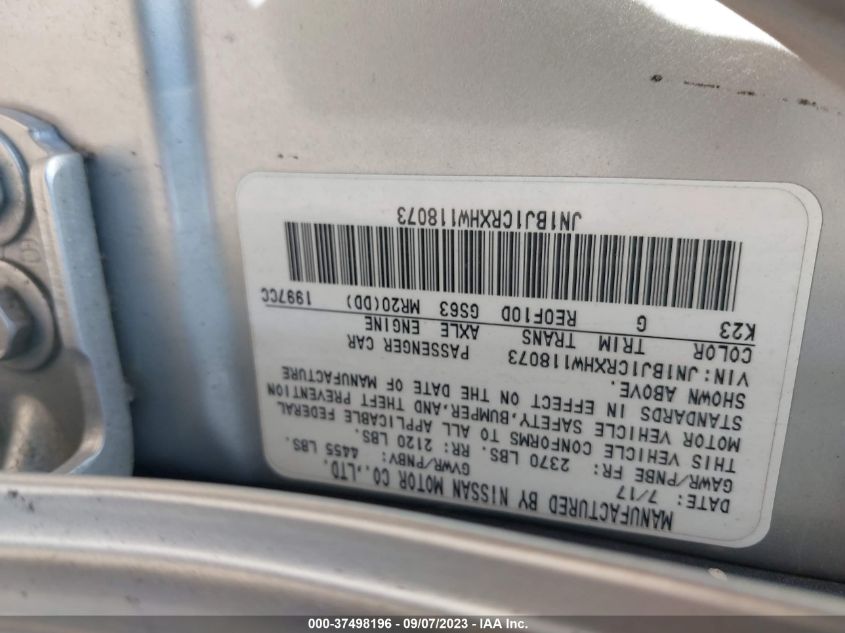 MANUFACTURED BY NISSAN MOTOR CO.,LTD.
DATE: 7/17 GVWR/PNBV: 4455 LBS.
GAWR/PNBE FR: 2370 LBS. RR: 2120 LBS.
THIS VEHICLE CONFORMS TO ALL APPLICABLE FEDERAL
MOTOR VEHICLE SAFETY,BUMPER,AND THEFT PREVENTION
STANDARDS IN EFFECT ON THE DATE OF MANUFACTURE
SHOWN ABOVE.
VIN:JN1BJ1CRXHW118073 PASSENGER CAR
COLOR TRIM TRANS AXLE ENGINE
K23 G RE0F10D GS63 MR20(DD) 1997CC
JN1BJ1CRXHW118073
000-37498196 - 09/07/2023 - IAA Inc.